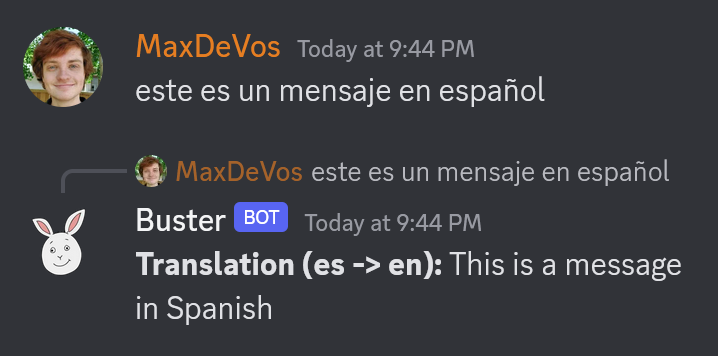 MaxDeVos Today at 9:44 PM
este es un mensaje en español
MaxDeVos este es un mensaje en español
Buster BOT Today at 9:44 PM
Translation (es -> en): This is a message
in Spanish